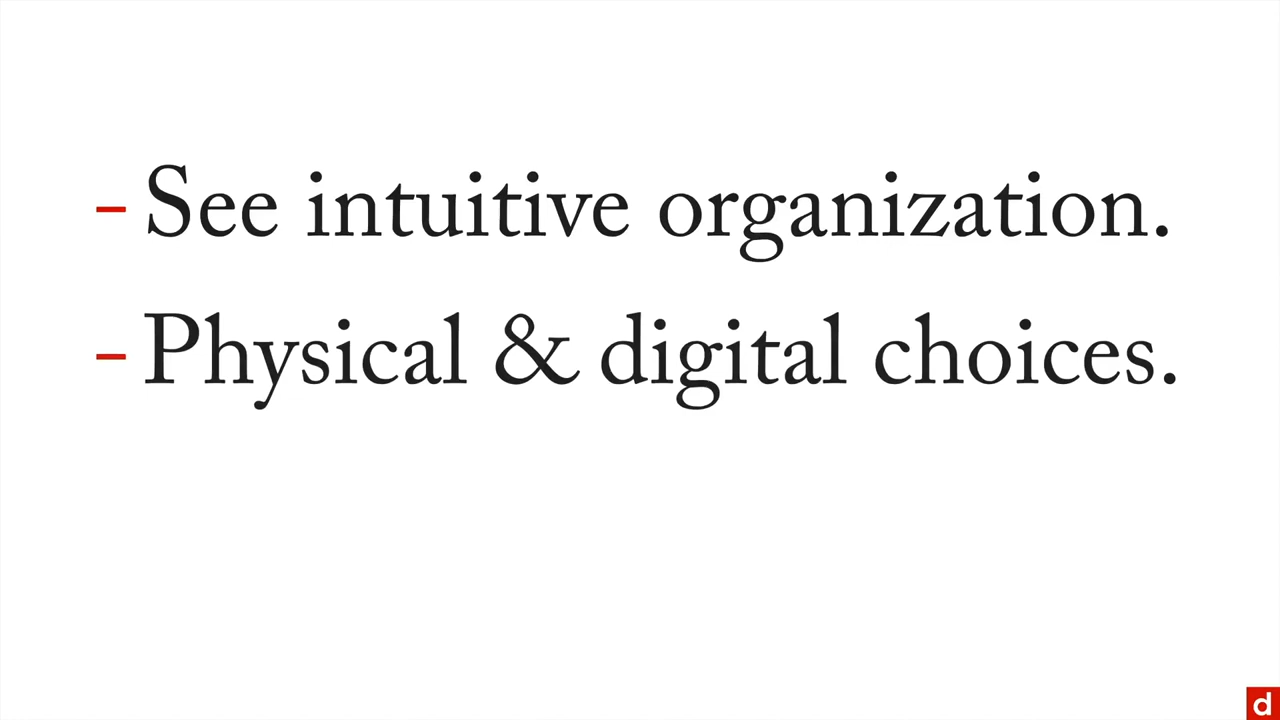 - See intuitive organization.
- Physical & digital choices.
d